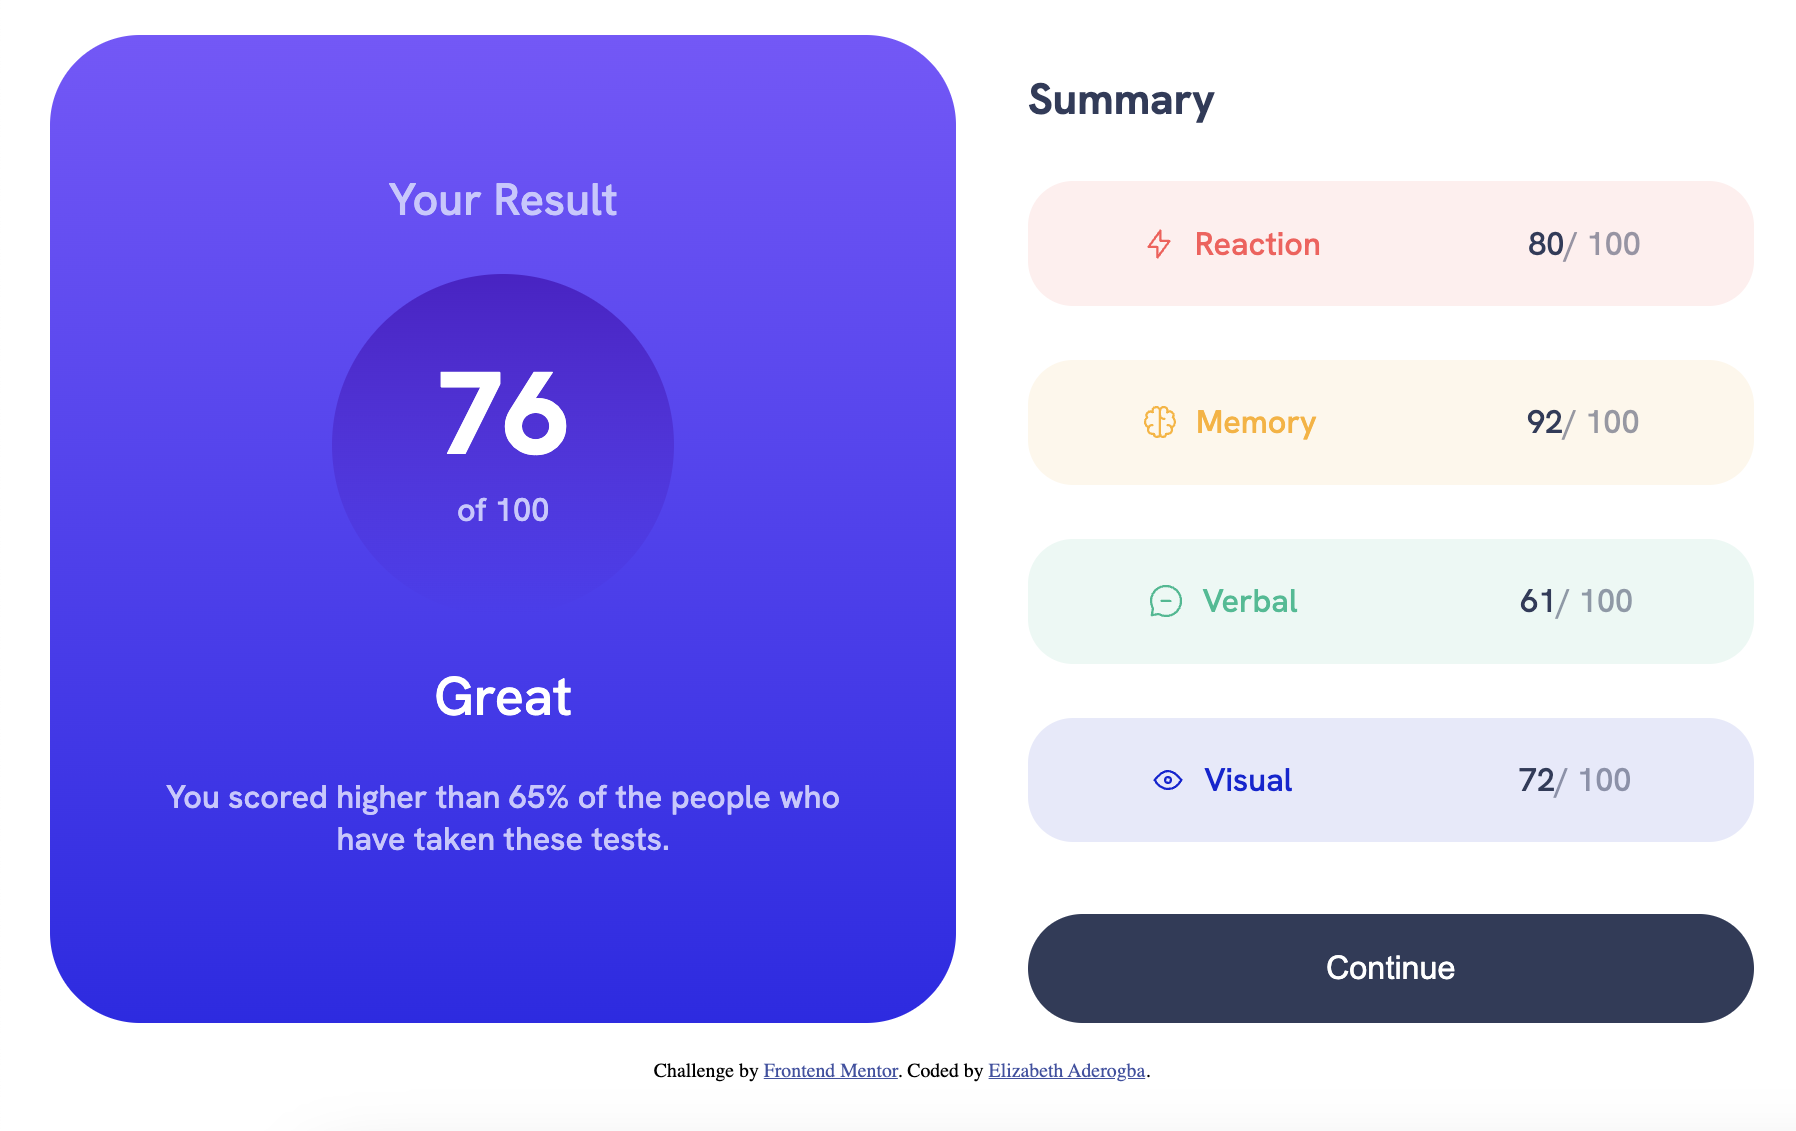 Your Result
76
of 100
Great
You scored higher than 65% of the people who
have taken these tests.
Summary
Reaction 80/ 100
Memory 92/ 100
Verbal 61/ 100
Visual 72/ 100
Continue
Challenge by Frontend Mentor. Coded by Elizabeth Aderogba.